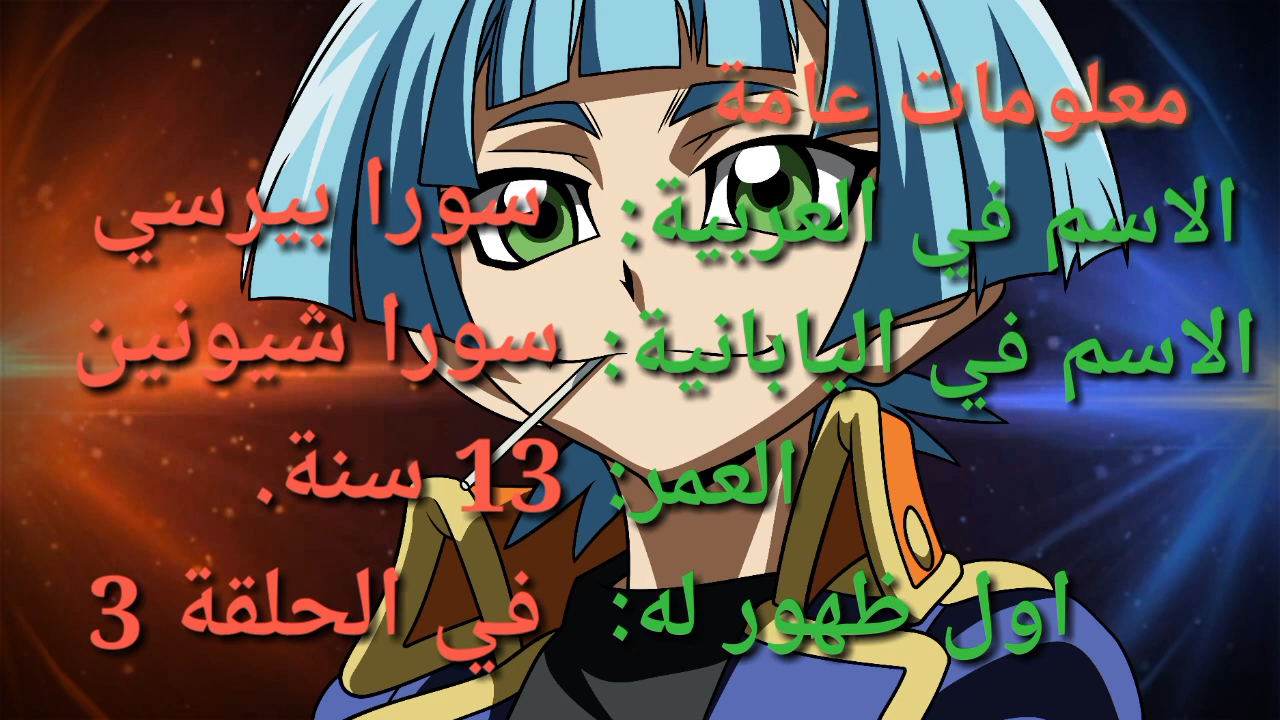 معلومات عامة
الاسم في العربية: سورا بيرسي
الاسم في اليابانية: سورا شيونين
العمر: 13 سنة.
اول ظهور له: في الحلقة 3